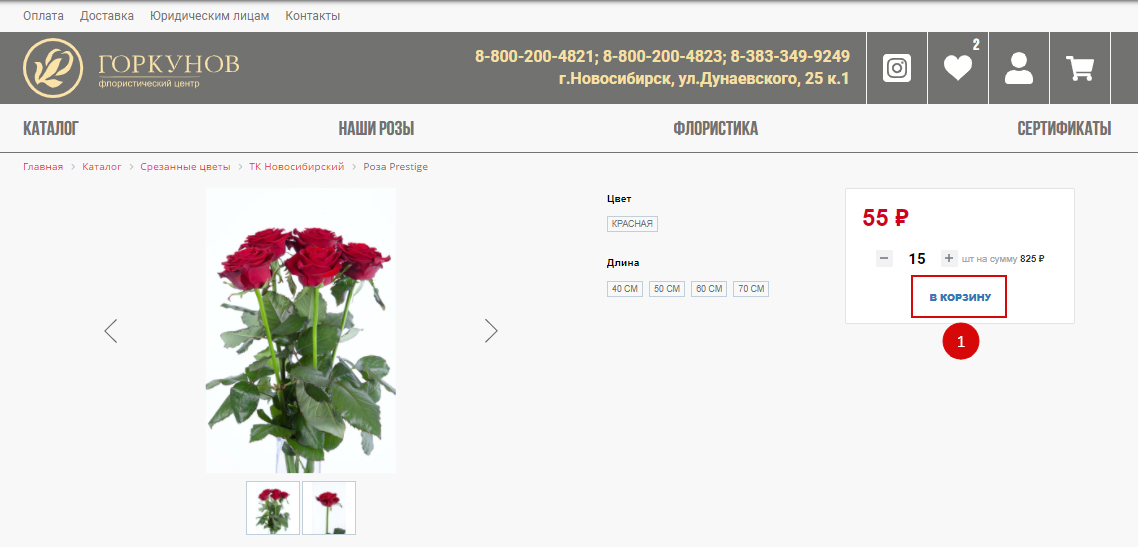 Оплата Доставка Юридическим лицам Контакты
ГОРКУНОВ
флористический центр
8-800-200-4821; 8-800-200-4823; 8-383-349-9249
г.Новосибирск, ул.Дунаевского, 25 к.1
2
КАТАЛОГ НАШИ РОЗЫ ФЛОРИСТИКА СЕРТИФИКАТЫ
Главная > Каталог > Срезанные цветы > ТК Новосибирский > Роза Prestige
Цвет
КРАСНАЯ
Длина
40 СМ 50 СМ 60 СМ 70 СМ
55 ₽
− 15 + шт на сумму 825 ₽
В КОРЗИНУ
1